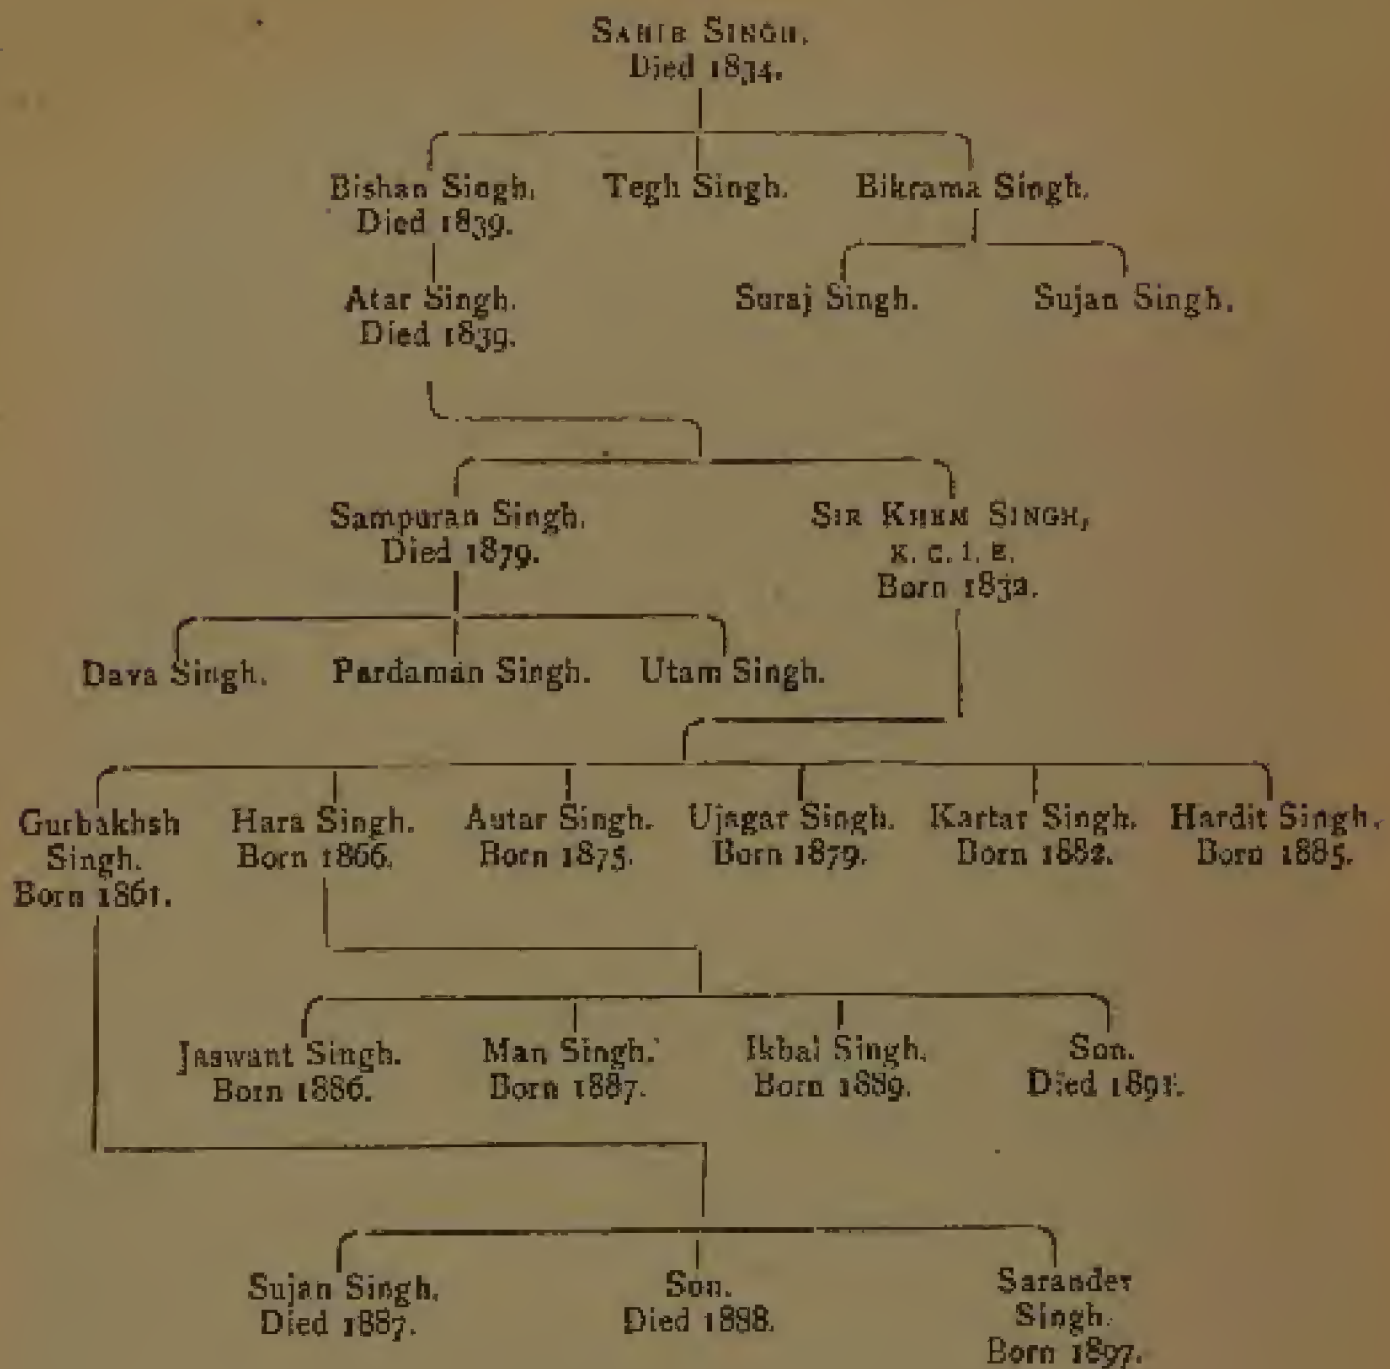 SAHIB SINGH.
Died 1834.
Bishan Singh. Tegh Singh. Bikrama Singh.
Died 1839.
Atar Singh. Suraj Singh. Sujan Singh.
Died 1839.
Sampuran Singh. SIR KHEM SINGH,
Died 1879. K. C. I. E.
Born 1832.
Dava Singh. Pardaman Singh. Utam Singh.
Gurbakhsh Hara Singh. Autar Singh. Ujagar Singh. Kartar Singh. Hardit Singh.
Singh. Born 1866. Born 1875. Born 1879. Born 1882. Born 1885.
Born 1861.
Jaswant Singh. Man Singh. Ikbal Singh. Son.
Born 1886. Born 1887. Born 1889. Died 1891.
Sujan Singh. Son. Sarander
Died 1887. Died 1888. Singh.
Born 1897.